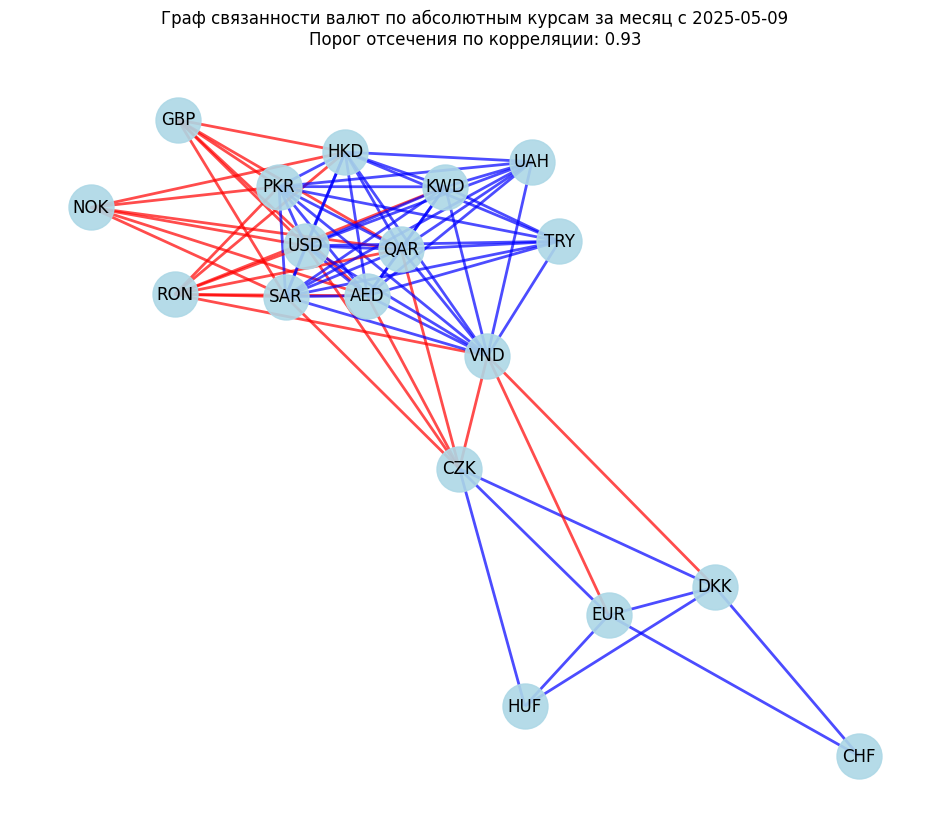 Граф связанности валют по абсолютным курсам за месяц с 2025-05-09
Порог отсечения по корреляции: 0.93
GBP
HKD
UAH
PKR
KWD
NOK
USD
QAR
TRY
RON
SAR
AED
VND
CZK
DKK
EUR
HUF
CHF